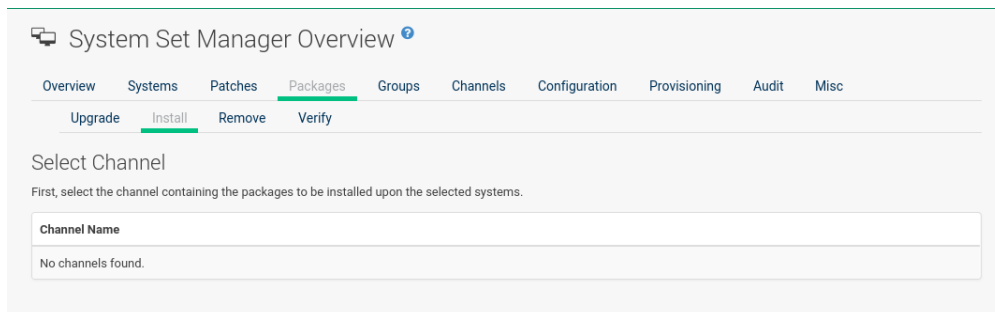 System Set Manager Overview ?
Overview Systems Patches Packages Groups Channels Configuration Provisioning Audit Misc
Upgrade Install Remove Verify
Select Channel
First, select the channel containing the packages to be installed upon the selected systems.
Channel Name
No channels found.